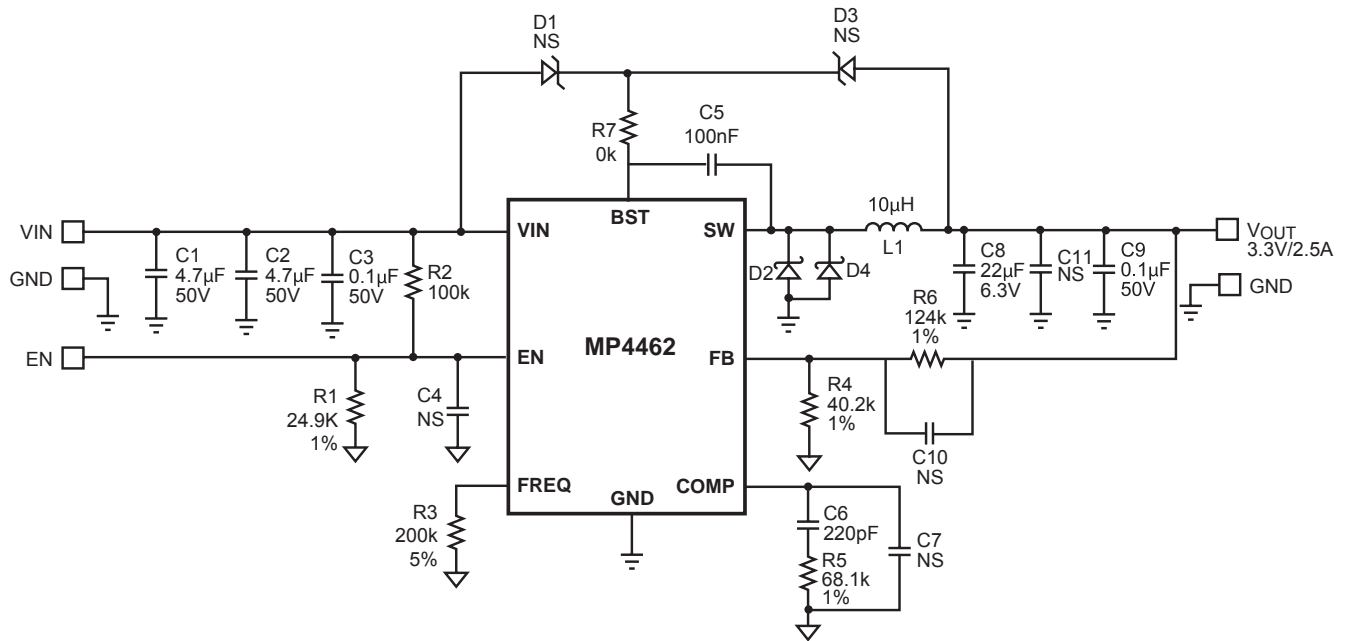 D1
NS
D3
NS
R7
0k
C5
100nF
10µH
L1
VIN
GND
EN
C1
4.7µF
50V
C2
4.7µF
50V
C3
0.1µF
50V
R2
100k
R1
24.9K
1%
C4
NS
R3
200k
5%
BST
VIN
SW
MP4462
EN
FB
FREQ
GND
COMP
D2
D4
C8
22µF
6.3V
C11
NS
C9
0.1µF
50V
VOUT
3.3V/2.5A
GND
R6
124k
1%
R4
40.2k
1%
C10
NS
C6
220pF
R5
68.1k
1%
C7
NS